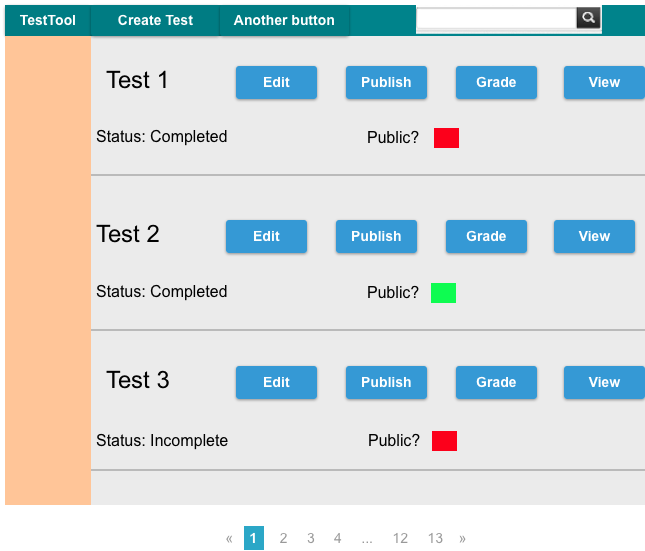 TestTool Create Test Another button
Test 1 Edit Publish Grade View
Status: Completed Public?
Test 2 Edit Publish Grade View
Status: Completed Public?
Test 3 Edit Publish Grade View
Status: Incomplete Public?
« 1 2 3 4 ... 12 13 »